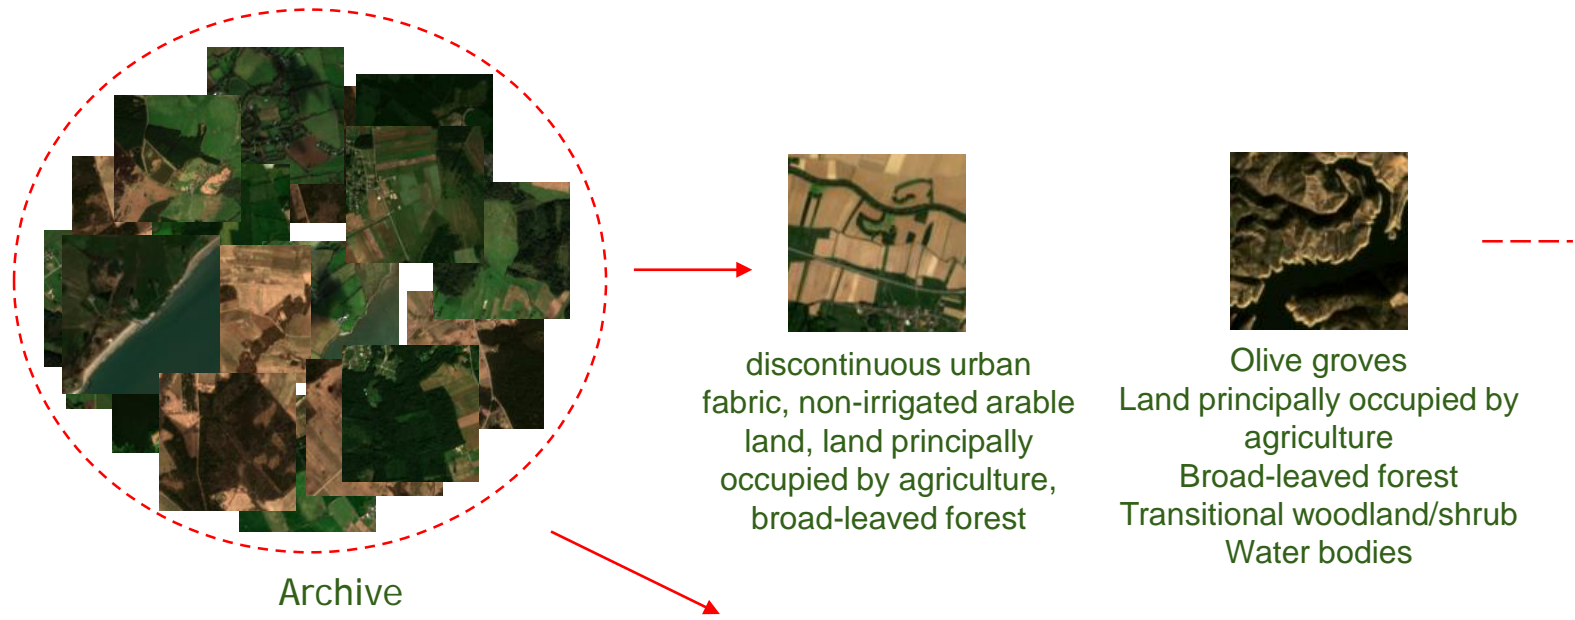 discontinuous urban
fabric, non-irrigated arable
land, land principally
occupied by agriculture,
broad-leaved forest
Olive groves
Land principally occupied by
agriculture
Broad-leaved forest
Transitional woodland/shrub
Water bodies
Archive